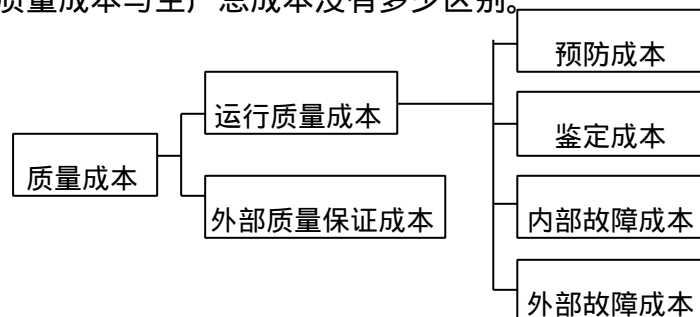 质量成本与生产总成本没有多少区别。
预防成本
运行质量成本
鉴定成本
质量成本
外部质量保证成本
内部故障成本
外部故障成本